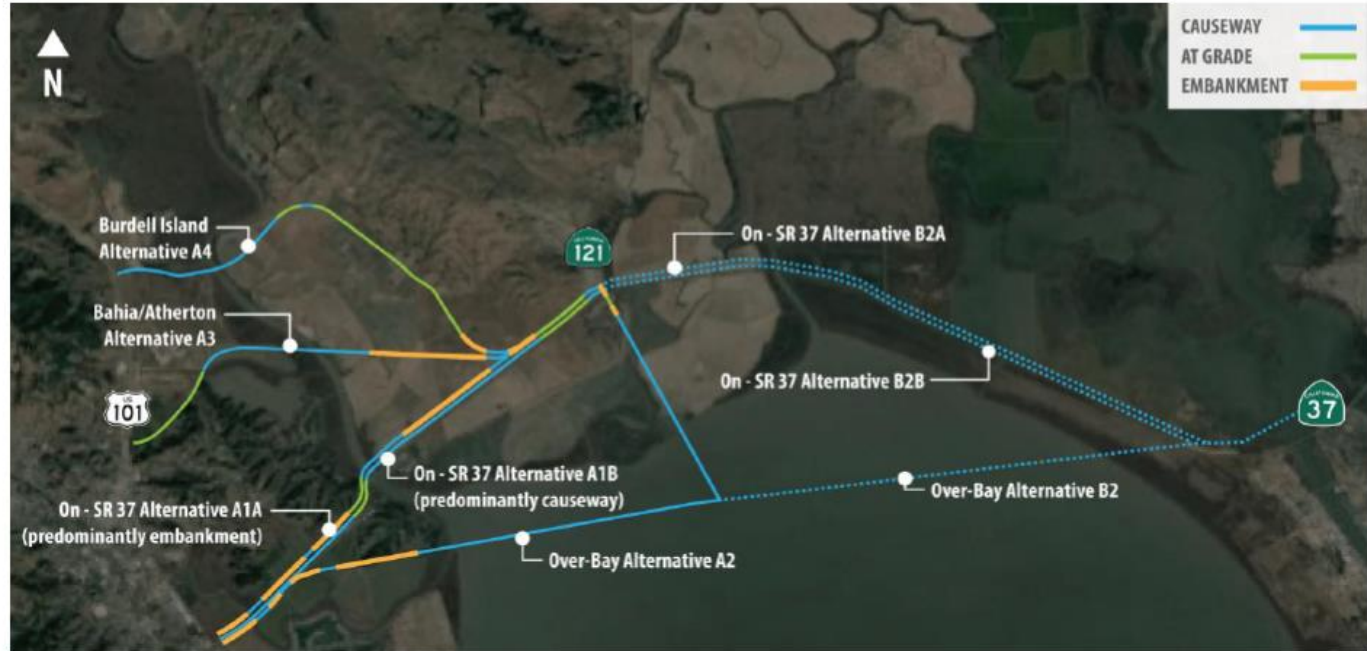 N
CAUSEWAY
AT GRADE
EMBANKMENT
Burdell Island
Alternative A4
121
On - SR 37 Alternative B2A
Bahia/Atherton
Alternative A3
On - SR 37 Alternative B2B
US
101
CALIFORNIA
37
On - SR 37 Alternative A1B
(predominantly causeway)
Over-Bay Alternative B2
On - SR 37 Alternative A1A
(predominantly embankment)
Over-Bay Alternative A2